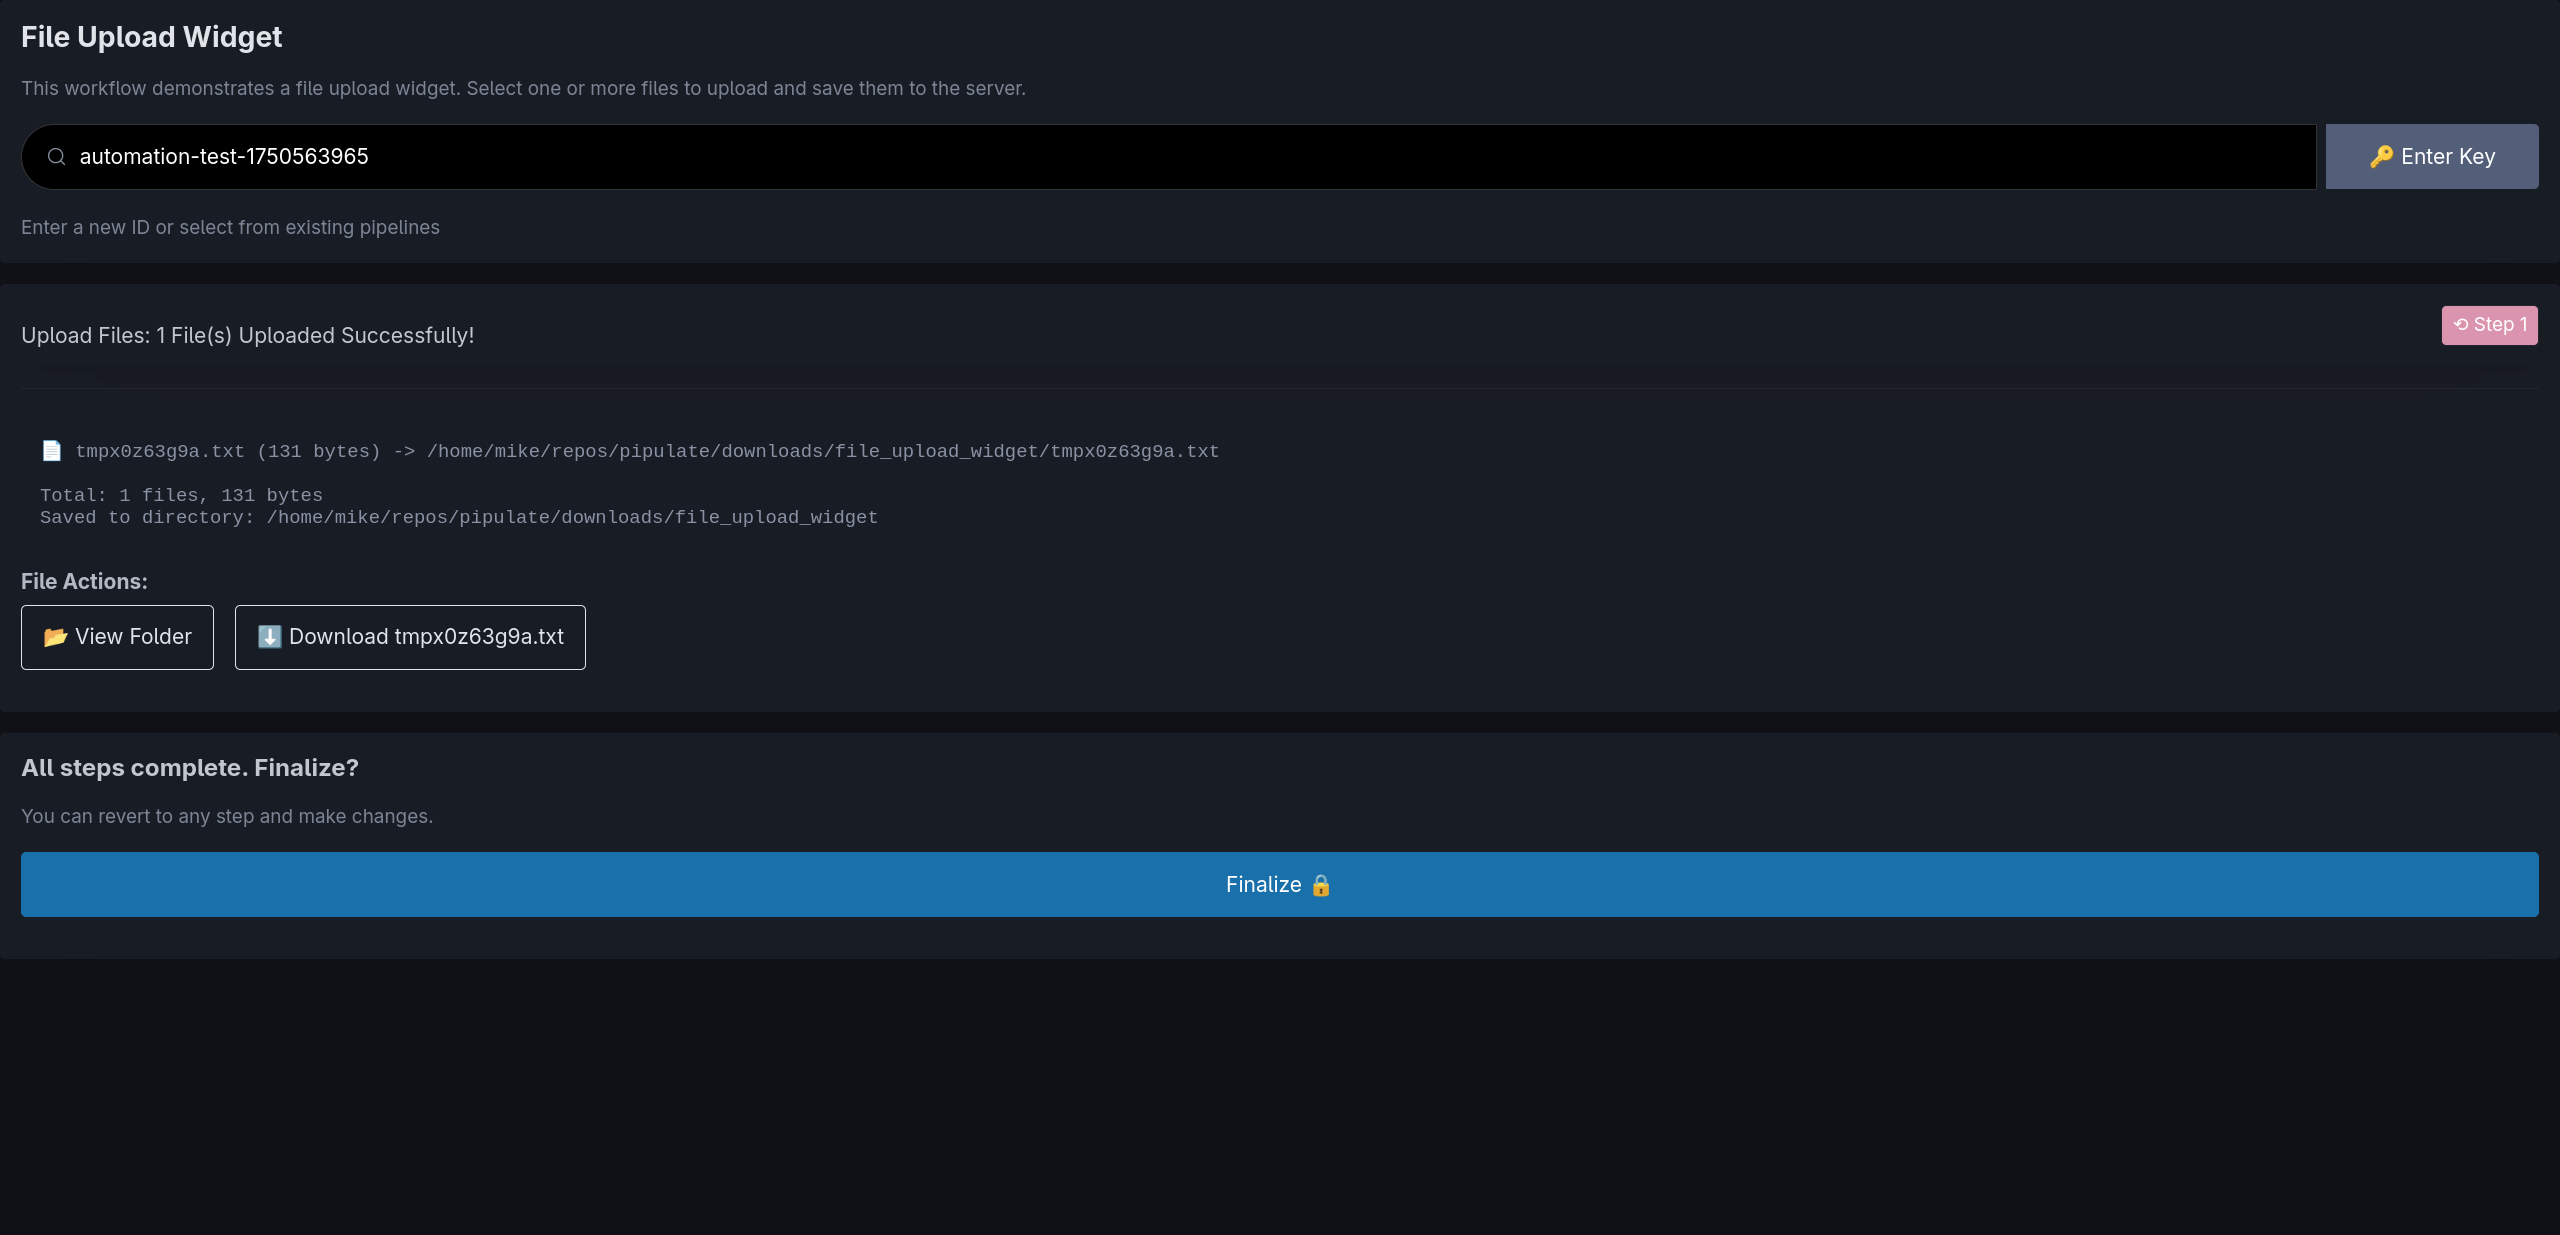 File Upload Widget
This workflow demonstrates a file upload widget. Select one or more files to upload and save them to the server.
automation-test-1750563965
🔑 Enter Key
Enter a new ID or select from existing pipelines
Upload Files: 1 File(s) Uploaded Successfully!
⟲ Step 1
📄 tmpx0z63g9a.txt (131 bytes) -> /home/mike/repos/pipulate/downloads/file_upload_widget/tmpx0z63g9a.txt
Total: 1 files, 131 bytes
Saved to directory: /home/mike/repos/pipulate/downloads/file_upload_widget
File Actions:
📂 View Folder
⬇️ Download tmpx0z63g9a.txt
All steps complete. Finalize?
You can revert to any step and make changes.
Finalize 🔒